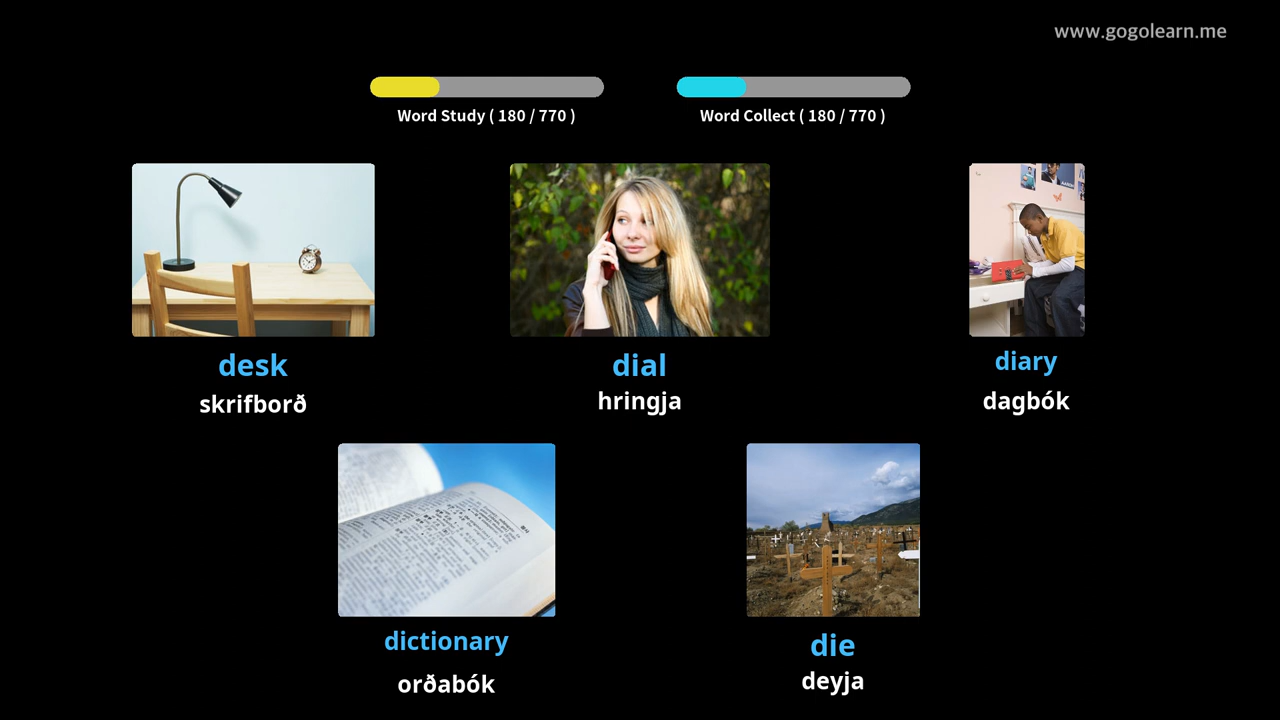 www.gogolearn.me
Word Study ( 180 / 770 )
Word Collect ( 180 / 770 )
desk
skrifborð
dial
hringja
diary
dagbók
dictionary
orðabók
die
deyja